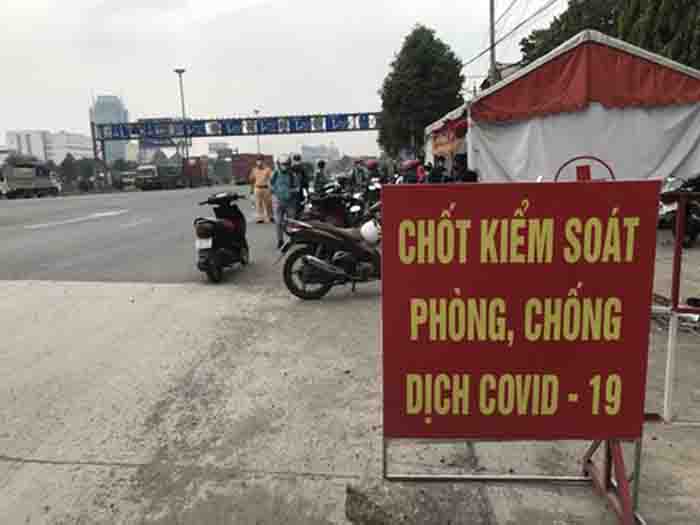 CHỐT KIỂM SOÁT
PHÒNG, CHỐNG
DỊCH COVID - 19